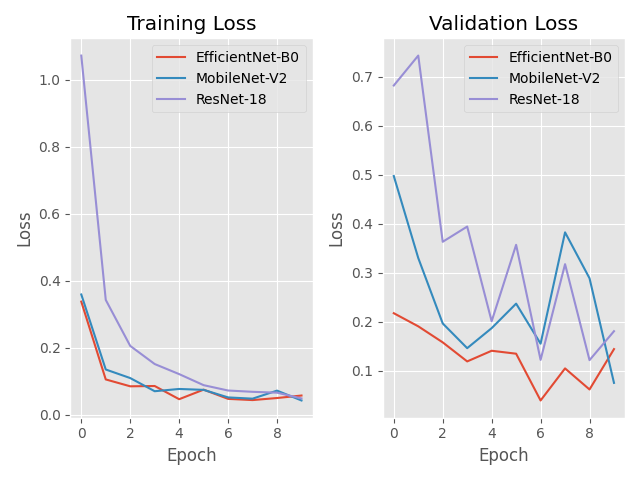 Training Loss
EfficientNet-B0
MobileNet-V2
ResNet-18
1.0
0.8
0.6
0.4
0.2
0.0
Loss
0
2
4
6
8
Epoch
Validation Loss
EfficientNet-B0
MobileNet-V2
ResNet-18
0.7
0.6
0.5
0.4
0.3
0.2
0.1
Loss
0
2
4
6
8
Epoch